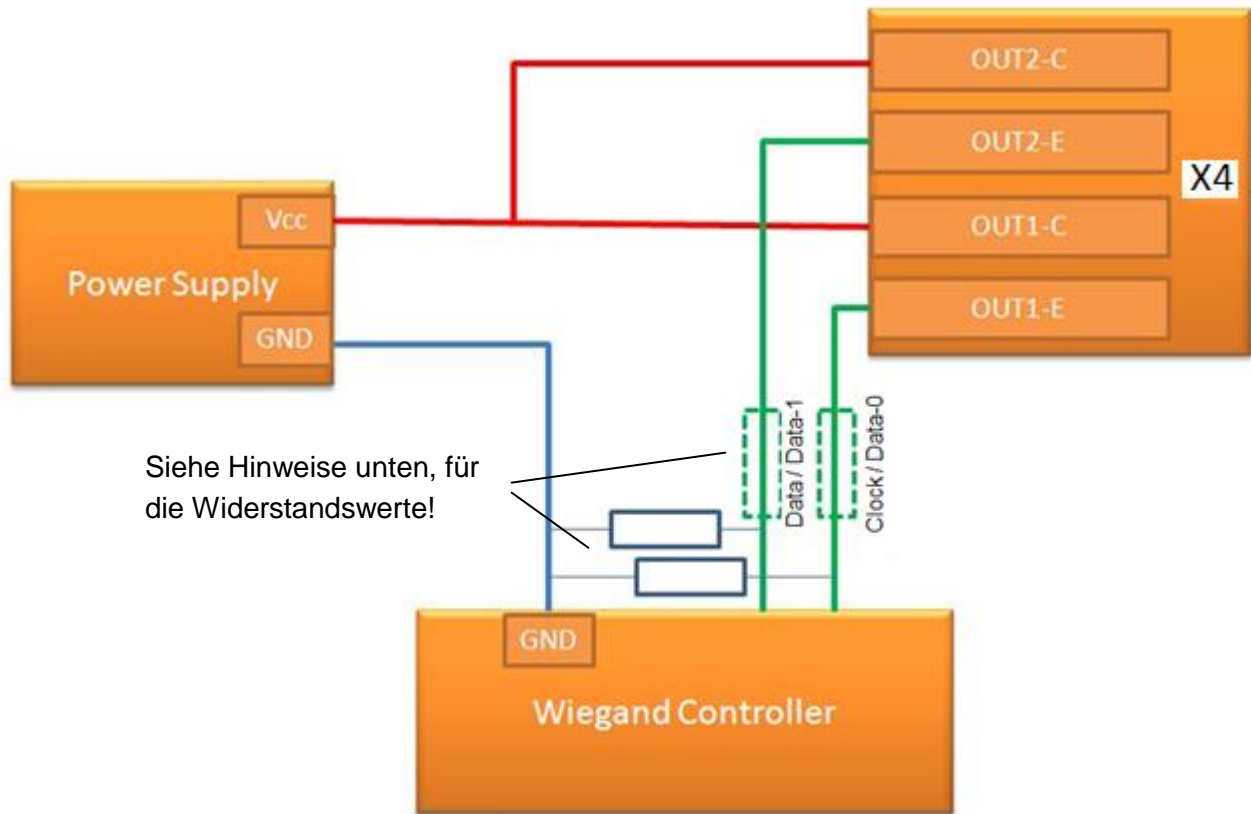 OUT2-C
OUT2-E
X4
Vcc
OUT1-C
Power Supply
OUT1-E
GND
Data / Data-1
Clock / Data-0
Siehe Hinweise unten, für
die Widerstandswerte!
GND
Wiegand Controller